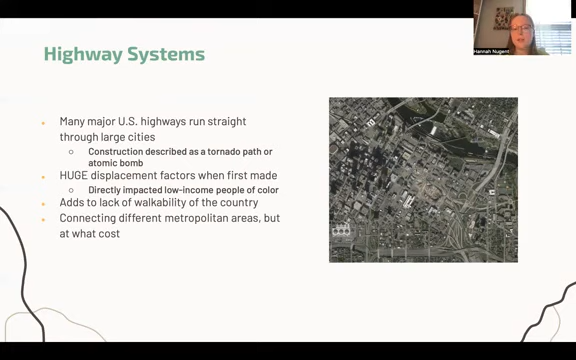 Highway Systems
Hannah Nugent
Many major U.S. highways run straight
through large cities
Construction described as a tornado path or
atomic bomb
HUGE displacement factors when first made
Directly impacted low-income people of color
Adds to lack of walkability of the country
Connecting different metropolitan areas, but
at what cost